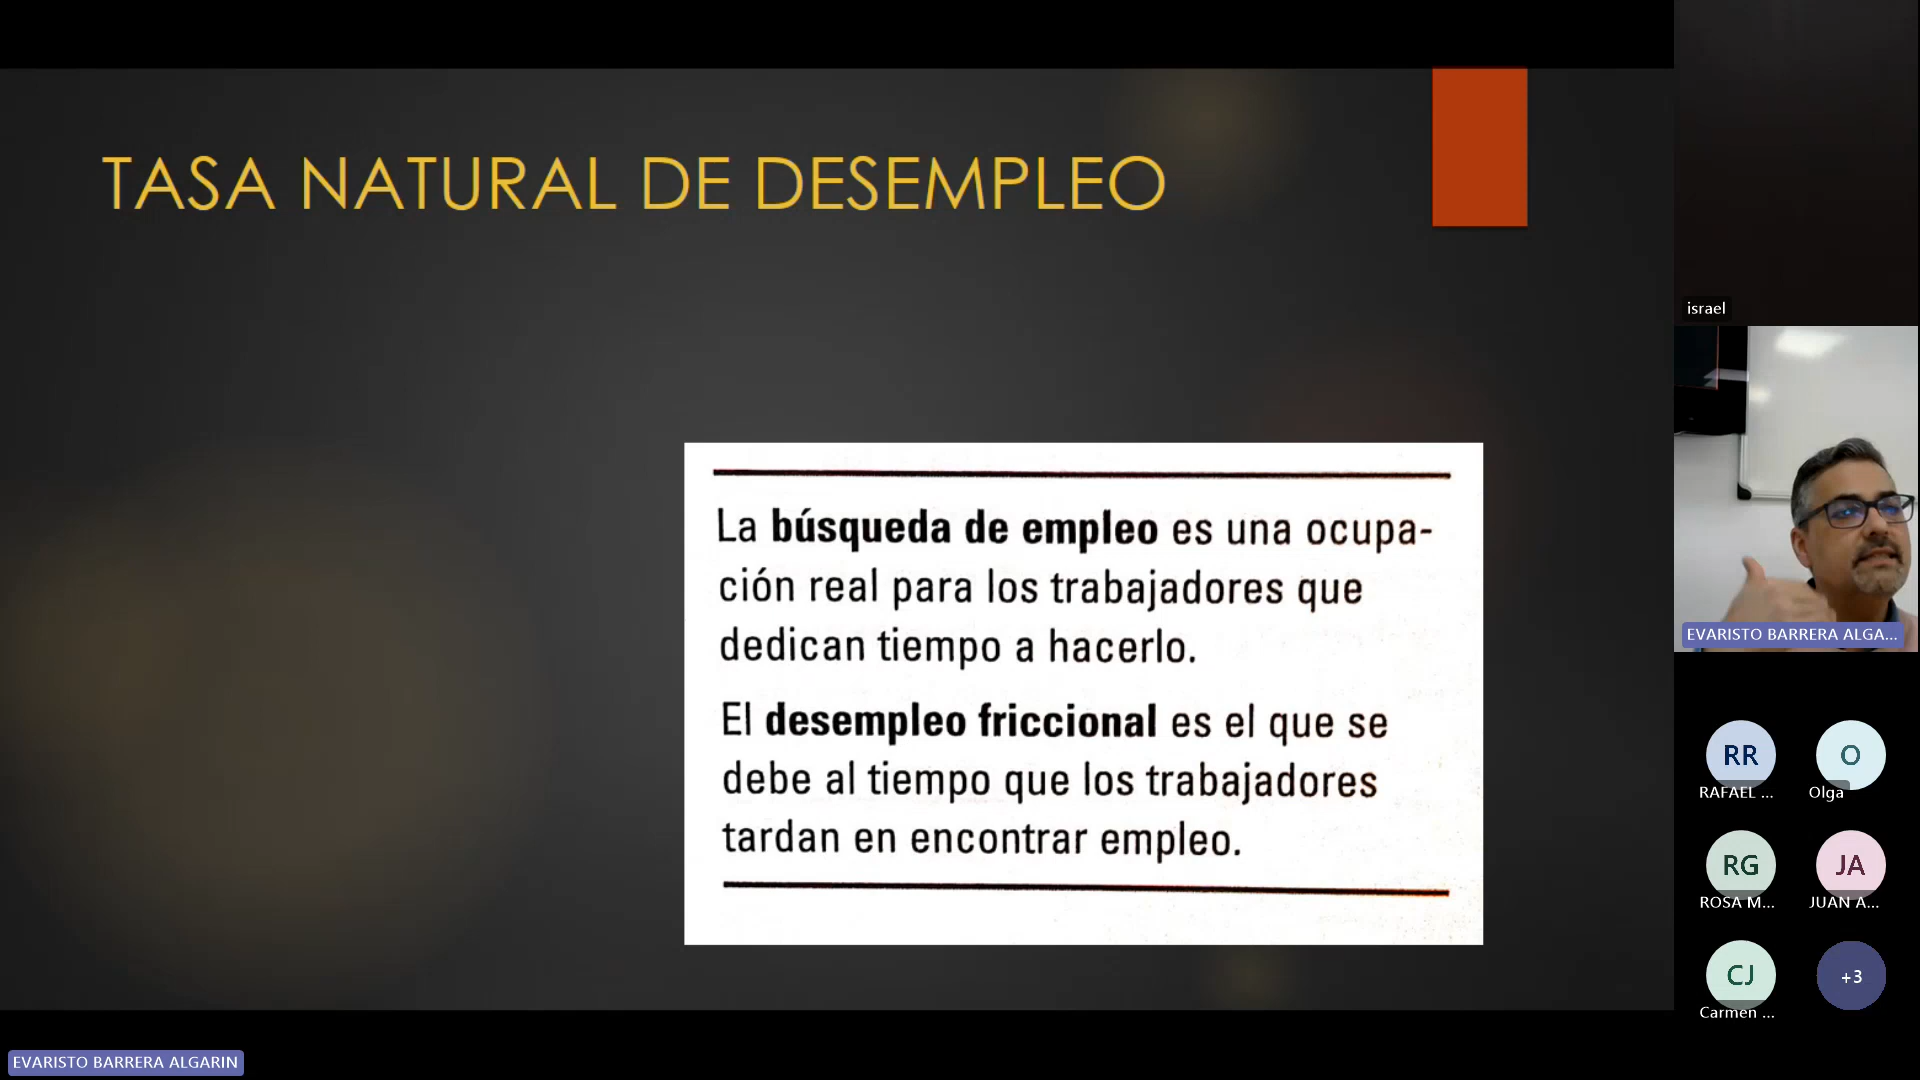 TASA NATURAL DE DESEMPLEO
La búsqueda de empleo es una ocupa-
ción real para los trabajadores que
dedican tiempo a hacerlo.
El desempleo friccional es el que se
debe al tiempo que los trabajadores
tardan en encontrar empleo.
israel
EVARISTO BARRERA ALGA...
RR
RAFAEL ...
O
Olga
RG
ROSA M...
JA
JUAN A...
CJ
Carmen ...
+3
EVARISTO BARRERA ALGARIN